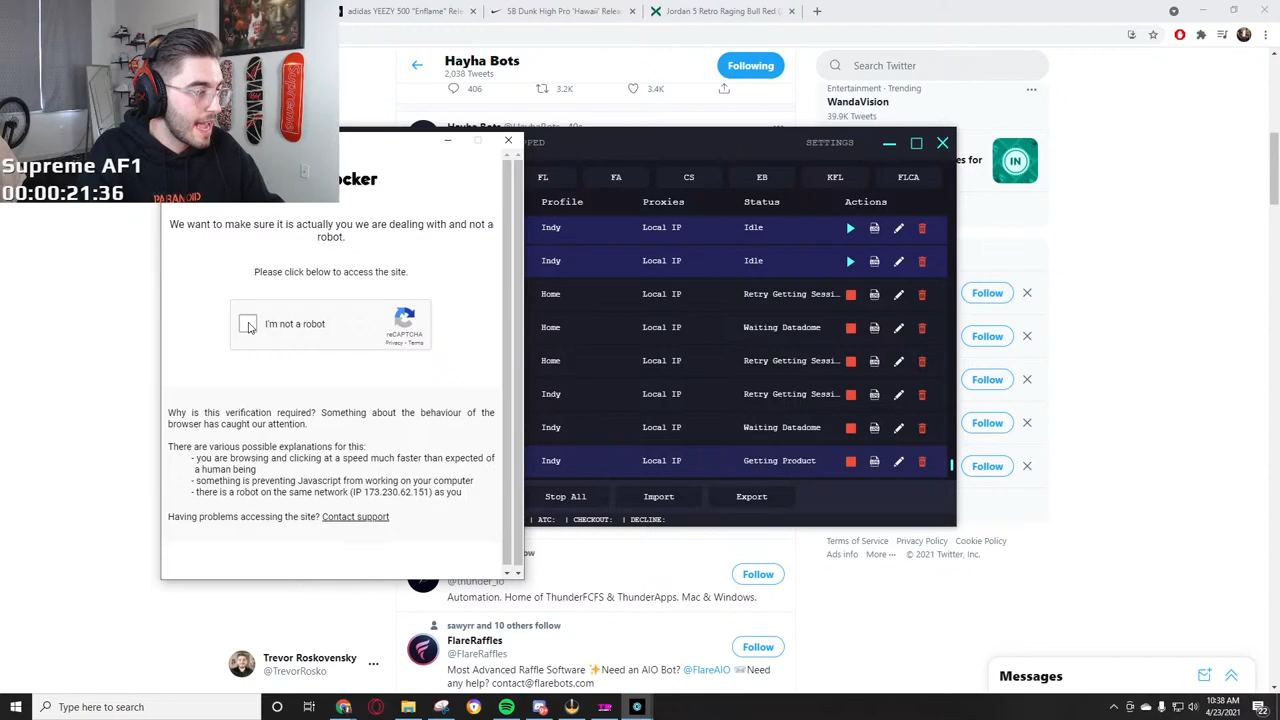 adidas YEEZY 500 "Enflame" Rele
SB Dunk High Pro 'Hawaii' Releas
Jordan 5 Retro Raging Bull Red (
Supreme AF1
00:00:21:36
Hayha Bots
2,038 Tweets
Following
Search Twitter
406
3.2K
3.4K
Entertainment · Trending
WandaVision
39.9K Tweets
SETTINGS
FL
FA
CS
EB
KFL
FLCA
Profile
Proxies
Status
Actions
Indy Local IP Idle
Indy Local IP Idle
Home Local IP Retry Getting Sessi...
Home Local IP Waiting Datadome
Home Local IP Retry Getting Sessi...
Home Local IP Retry Getting Sessi...
Home Local IP Waiting Datadome
Indy Local IP Getting Product
Stop All
Import
Export
| ATC: | CHECKOUT: | DECLINE:
ocker
We want to make sure it is actually you we are dealing with and not a
robot.
Please click below to access the site.
I'm not a robot
reCAPTCHA
Privacy - Terms
Why is this verification required? Something about the behaviour of the
browser has caught our attention.
There are various possible explanations for this:
- you are browsing and clicking at a speed much faster than expected of
a human being
- something is preventing Javascript from working on your computer
- there is a robot on the same network (IP 173.230.62.151) as you
Having problems accessing the site? Contact support
es for
IN
Follow
Follow
Follow
Follow
Follow
Terms of Service Privacy Policy Cookie Policy
Ads info More ··· © 2021 Twitter, Inc.
@thunder_io
Follow
Automation. Home of ThunderFCFS & ThunderApps. Mac & Windows.
sawyrr and 10 others follow
FlareRaffles
@FlareRaffles
Follow
Most Advanced Raffle Software ✨Need an AIO Bot? @FlareAIO 📨Need
any help? contact@flarebots.com
Trevor Roskovensky
@TrevorRosko
Messages
Type here to search
10:38 AM
4/23/2021
22